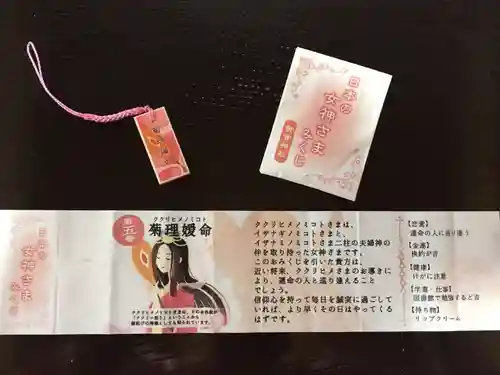 日本の
女神さま
みくじ
日本の
女神さま
みくじ
第五番
ククリヒメノミコト
菊理媛命
ククリヒメノミコトさまは、
イザナギノミコトさまと、
イザナミノミコトさま二柱の夫婦神の
仲を取り持った女神さまです。
このおみくじを引いた貴方は、
近い将来、ククリヒメさまのお導きに
より、運命の人と巡り逢えること
でしょう。
信仰心を持って毎日を誠実に過ごして
いれば、より早くその日はやってくる
はずです。
【恋愛】
運命の人に巡り逢う
【金運】
倹約が吉
【健康】
けがに注意
【学業・仕事】
図書館で勉強すると吉
【持ち物】
リップクリーム